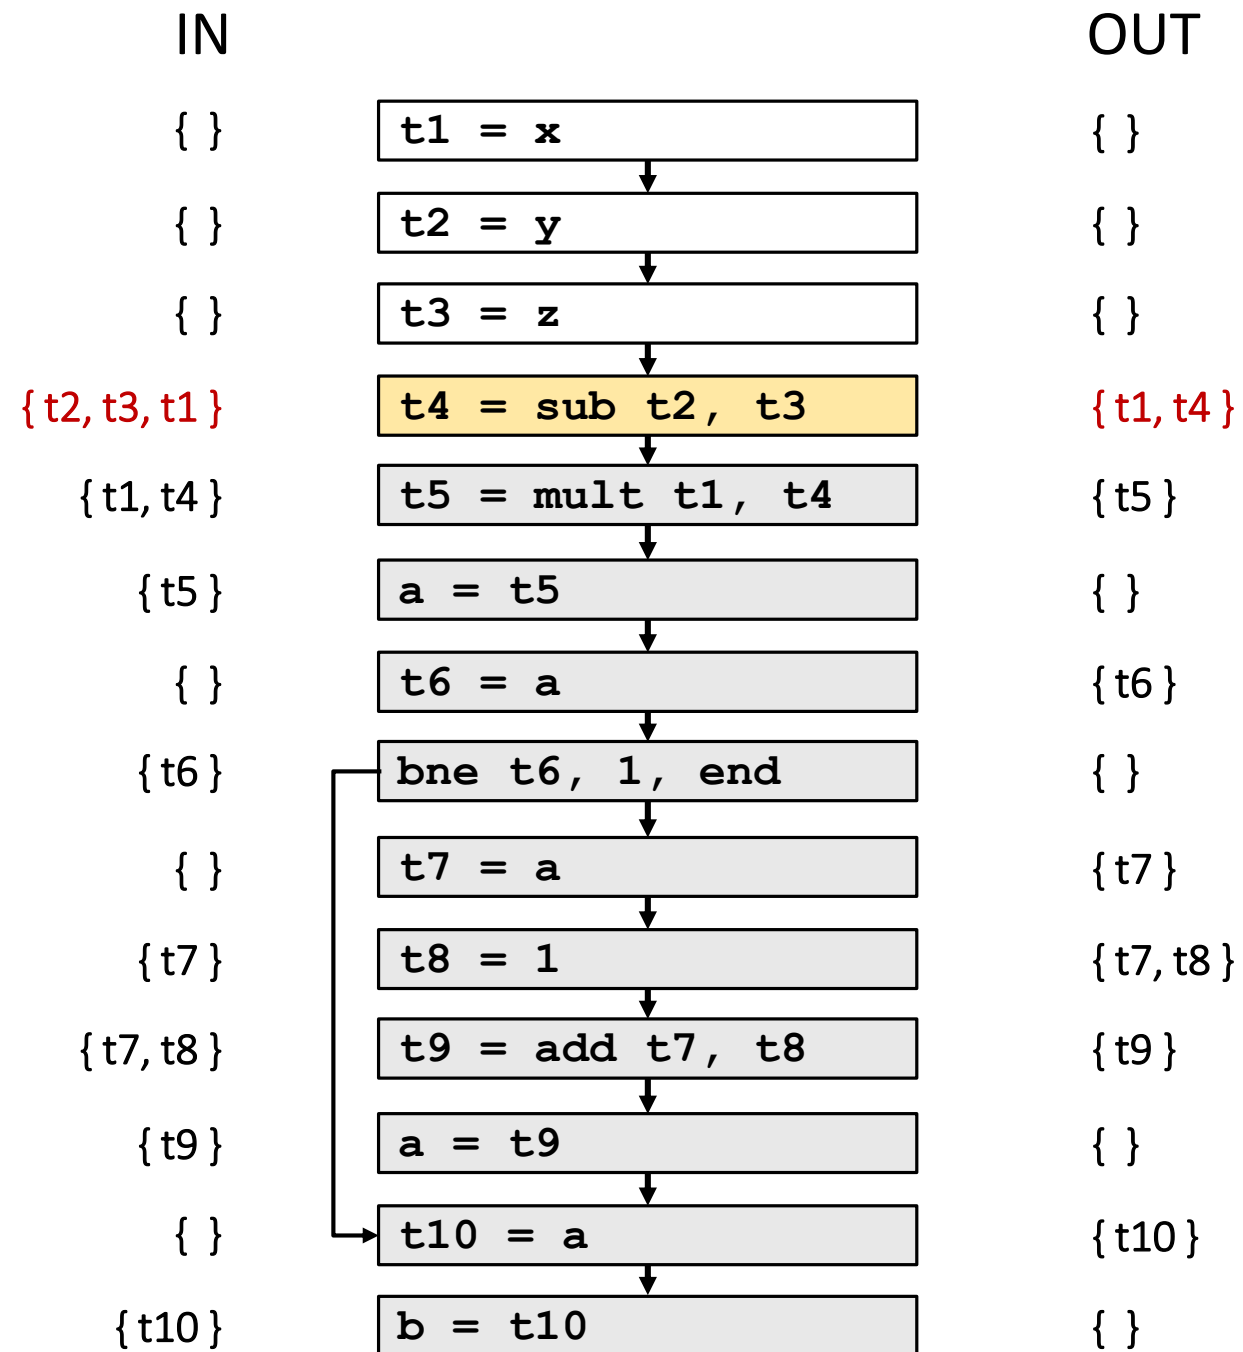 IN OUT
{ } t1 = x { }
{ } t2 = y { }
{ } t3 = z { }
{ t2, t3, t1 } t4 = sub t2, t3 { t1, t4 }
{ t1, t4 } t5 = mult t1, t4 { t5 }
{ t5 } a = t5 { }
{ } t6 = a { t6 }
{ t6 } bne t6, 1, end { }
{ } t7 = a { t7 }
{ t7 } t8 = 1 { t7, t8 }
{ t7, t8 } t9 = add t7, t8 { t9 }
{ t9 } a = t9 { }
{ } t10 = a { t10 }
{ t10 } b = t10 { }